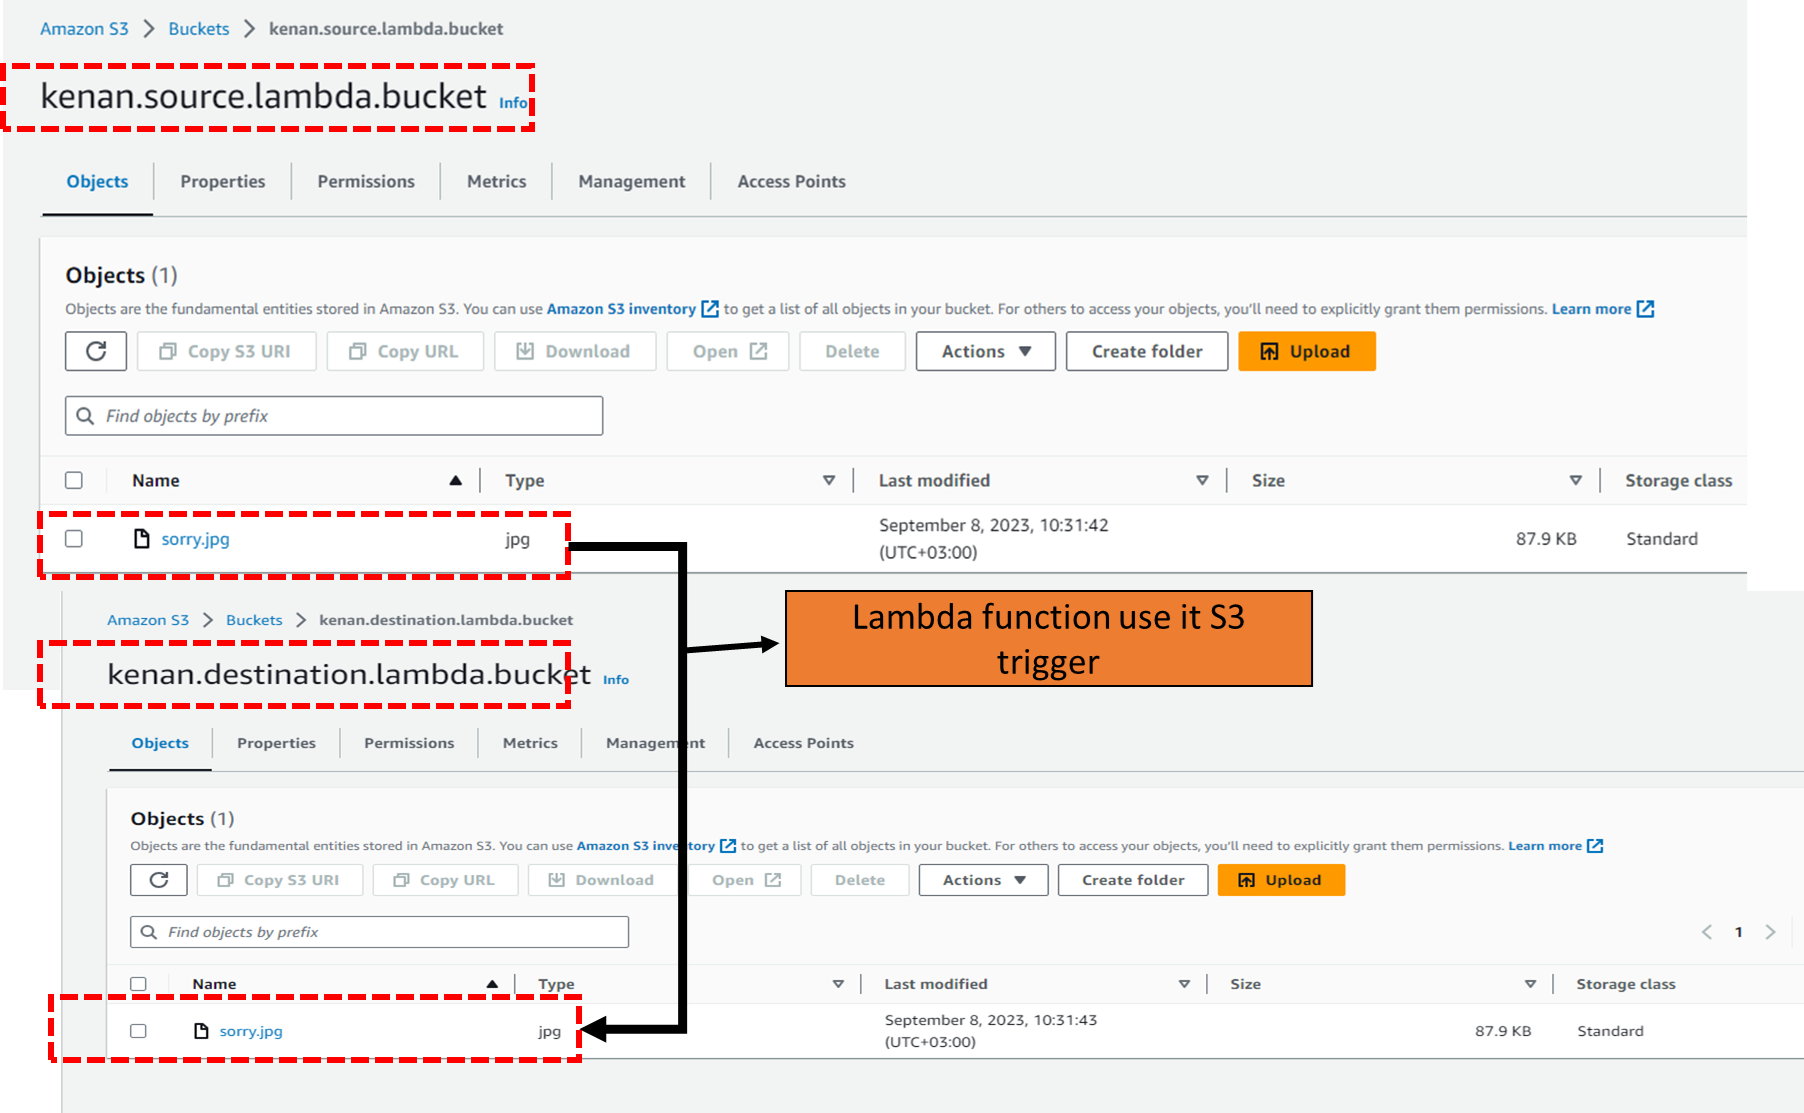 Amazon S3 > Buckets > kenan.source.lambda.bucket
kenan.source.lambda.bucket Info
Objects Properties Permissions Metrics Management Access Points
Objects (1)
Objects are the fundamental entities stored in Amazon S3. You can use Amazon S3 inventory to get a list of all objects in your bucket. For others to access your objects, you'll need to explicitly grant them permissions. Learn more
Copy S3 URI Copy URL Download Open Delete Actions Create folder Upload
Find objects by prefix
Name Type Last modified Size Storage class
sorry.jpg jpg September 8, 2023, 10:31:42 (UTC+03:00) 87.9 KB Standard
Lambda function use it S3
trigger
Amazon S3 > Buckets > kenan.destination.lambda.bucket
kenan.destination.lambda.bucket Info
Objects Properties Permissions Metrics Management Access Points
Objects (1)
Objects are the fundamental entities stored in Amazon S3. You can use Amazon S3 inventory to get a list of all objects in your bucket. For others to access your objects, you'll need to explicitly grant them permissions. Learn more
Copy S3 URI Copy URL Download Open Delete Actions Create folder Upload
Find objects by prefix
< 1 >
Name Type Last modified Size Storage class
sorry.jpg jpg September 8, 2023, 10:31:43 (UTC+03:00) 87.9 KB Standard